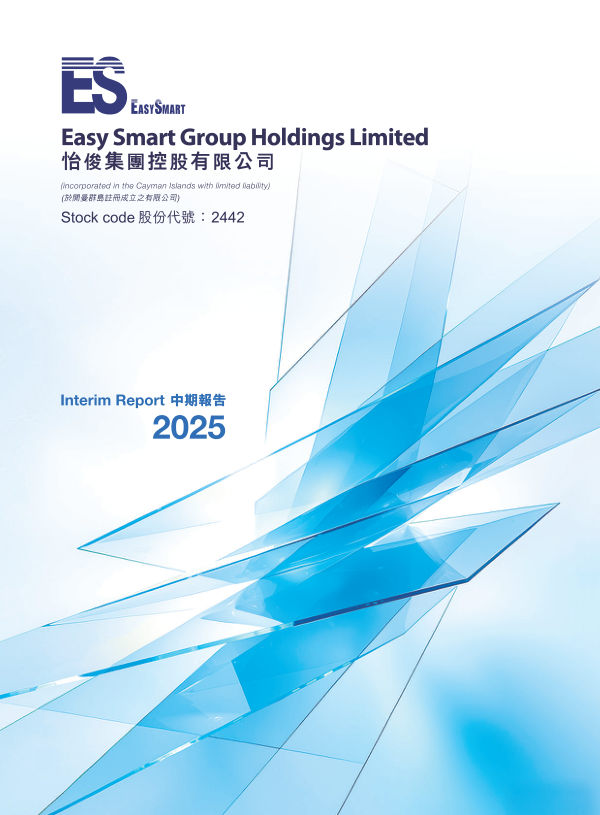 ES EASYSMART
Easy Smart Group Holdings Limited
怡俊集團控股有限公司
(incorporated in the Cayman Islands with limited liability)
(於開曼群島註冊成立之有限公司)
Stock code 股份代號：2442
Interim Report 中期報告
2025